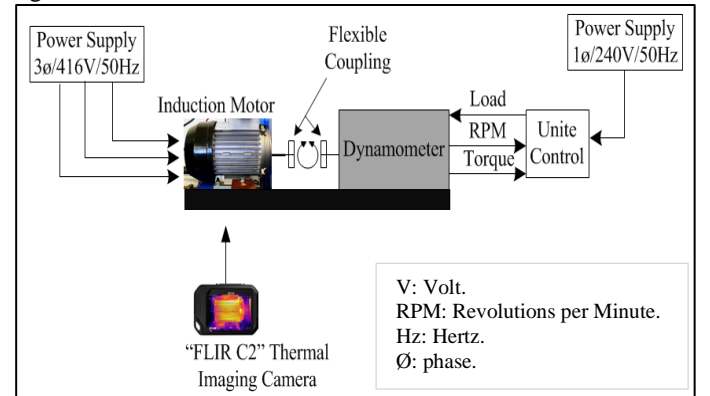 Power Supply
3ø/416V/50Hz
Flexible
Coupling
Power Supply
1ø/240V/50Hz
Induction Motor
Dynamometer
Load
RPM
Torque
Unite
Control
"FLIR C2" Thermal
Imaging Camera
V: Volt.
RPM: Revolutions per Minute.
Hz: Hertz.
Ø: phase.